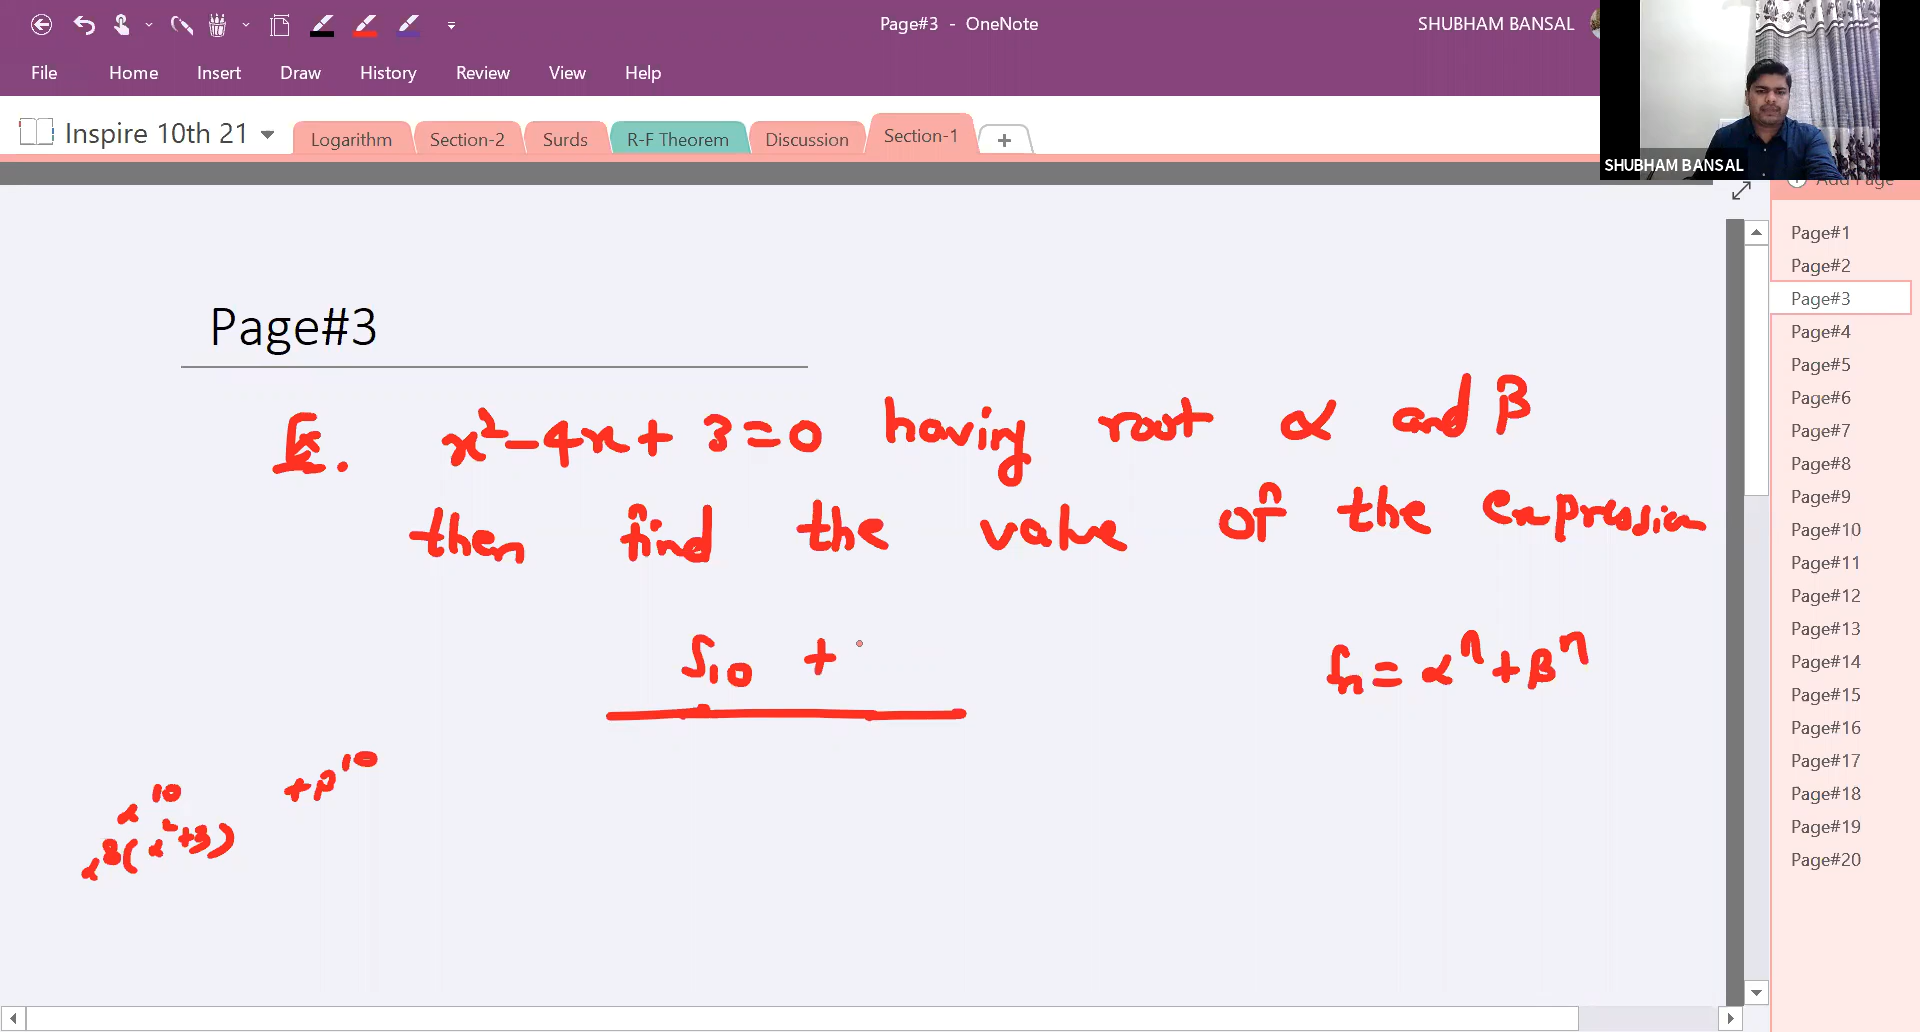 Page#3 - OneNote
SHUBHAM BANSAL
File Home Insert Draw History Review View Help
Inspire 10th 21
Logarithm Section-2 Surds R-F Theorem Discussion Section-1 +
SHUBHAM BANSAL
Add Page
Page#1
Page#2
Page#3
Page#4
Page#5
Page#6
Page#7
Page#8
Page#9
Page#10
Page#11
Page#12
Page#13
Page#14
Page#15
Page#16
Page#17
Page#18
Page#19
Page#20
Page#3
Ex. x²-4x+3=0 having root α and β
then find the value of the expression
S₁₀ +
Sₙ = αⁿ+βⁿ
α¹⁰ +β¹⁰
α⁸(α²+3)